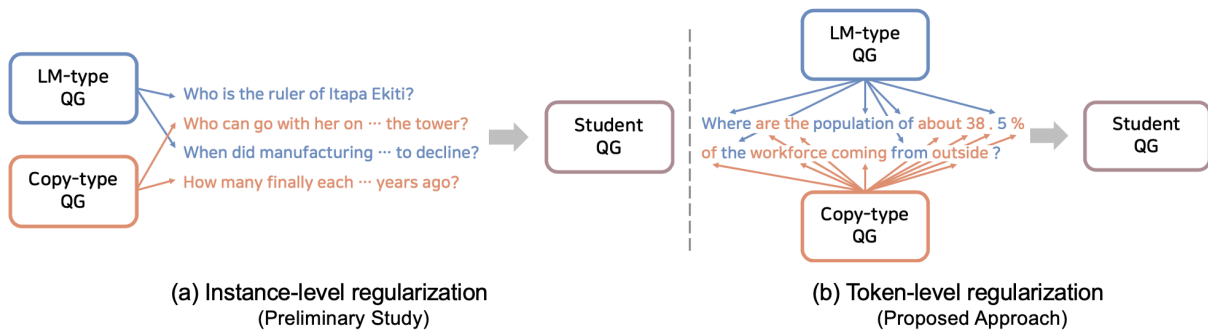 LM-type
QG
Copy-type
QG
Who is the ruler of Itapa Ekiti?
Who can go with her on ··· the tower?
When did manufacturing ··· to decline?
How many finally each ··· years ago?
Student
QG
(a) Instance-level regularization
(Preliminary Study)
LM-type
QG
Where are the population of about 38 . 5 %
of the workforce coming from outside ?
Copy-type
QG
Student
QG
(b) Token-level regularization
(Proposed Approach)